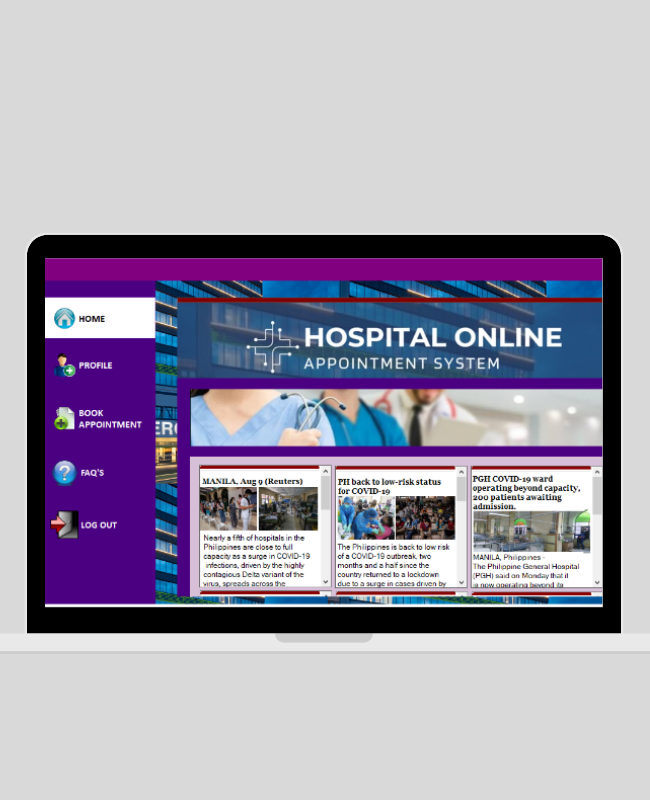 HOME
PROFILE
BOOK
APPOINTMENT
FAQ'S
LOG OUT
HOSPITAL ONLINE
APPOINTMENT SYSTEM
MANILA, Aug 9 (Reuters)
Nearly a fifth of hospitals in the
Philippines are close to full
capacity as a surge in COVID-19
infections, driven by the highly
contagious Delta variant of the
virus, spreads across the
PH back to low-risk status
for COVID-19
The Philippines is back to low risk
of a COVID-19 outbreak, two
months and a half since the
country returned to lockdown
due to a surge in cases driven by
PGH COVID-19 ward
operating beyond capacity,
200 patients awaiting
admission.
MANILA, Philippines -
The Philippine General Hospital
(PGH) said on Monday that it
is now operating beyond its